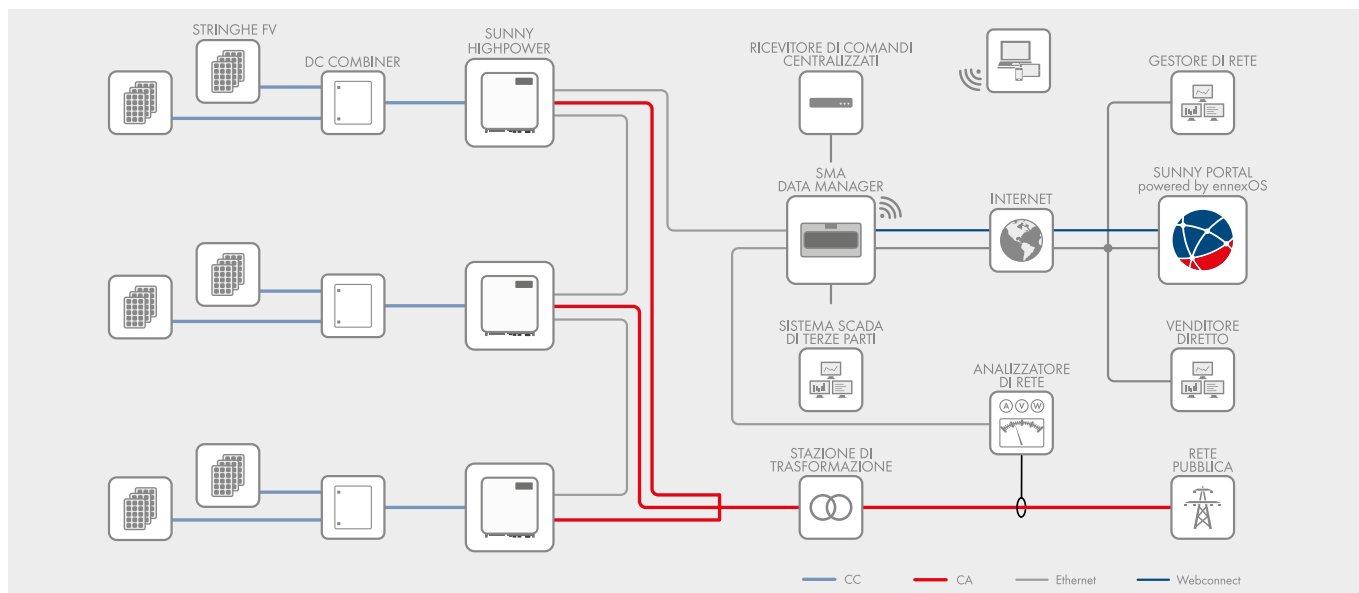 STRINGHE FV
DC COMBINER
SUNNY
HIGHPOWER
RICEVITORE DI COMANDI
CENTRALIZZATI
GESTORE DI RETE
SMA
DATA MANAGER
INTERNET
SUNNY PORTAL
powered by ennexOS
SISTEMA SCADA
DI TERZE PARTI
VENDITORE
DIRETTO
ANALIZZATORE
DI RETE
A V W
STAZIONE DI
TRASFORMAZIONE
RETE
PUBBLICA
CC
CA
Ethernet
Webconnect